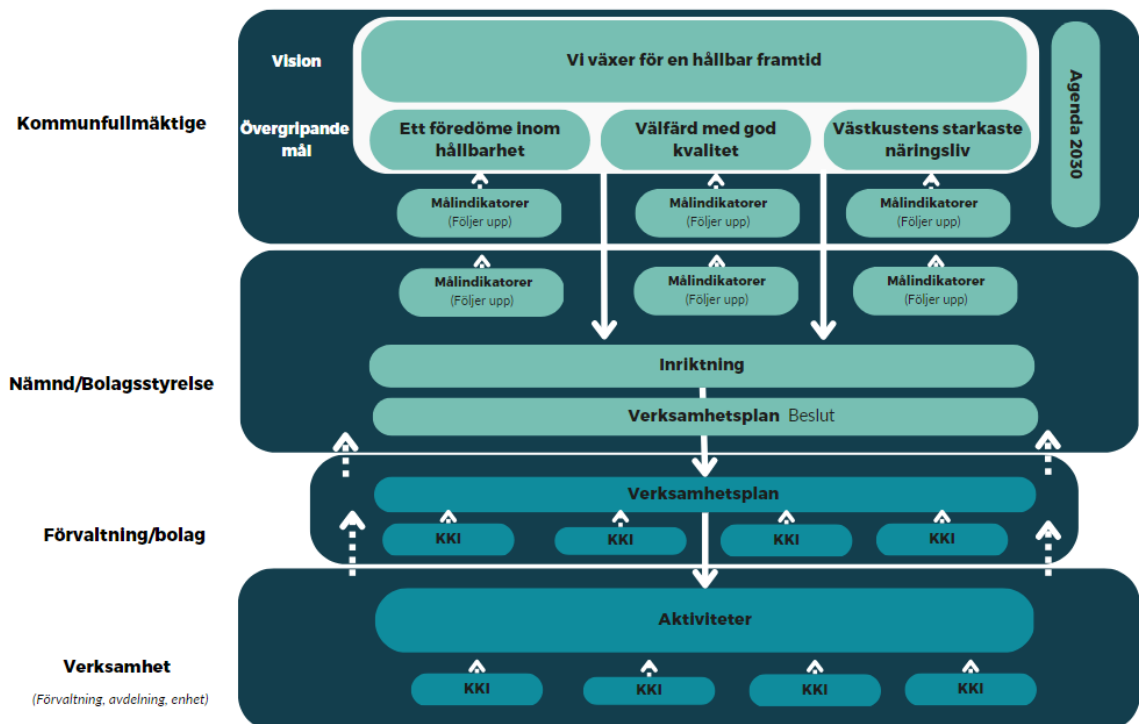 Kommunfullmäktige
Vision
Vi växer för en hållbar framtid
Övergripande
mål
Ett föredöme inom
hållbarhet
Välfärd med god
kvalitet
Västkustens starkaste
näringsliv
Agenda 2030
Målindikatorer
(Följer upp)
Målindikatorer
(Följer upp)
Målindikatorer
(Följer upp)
Nämnd/Bolagsstyrelse
Målindikatorer
(Följer upp)
Målindikatorer
(Följer upp)
Målindikatorer
(Följer upp)
Inriktning
Verksamhetsplan Beslut
Förvaltning/bolag
Verksamhetsplan
KKI
KKI
KKI
KKI
Verksamhet
(Förvaltning, avdelning, enhet)
Aktiviteter
KKI
KKI
KKI
KKI